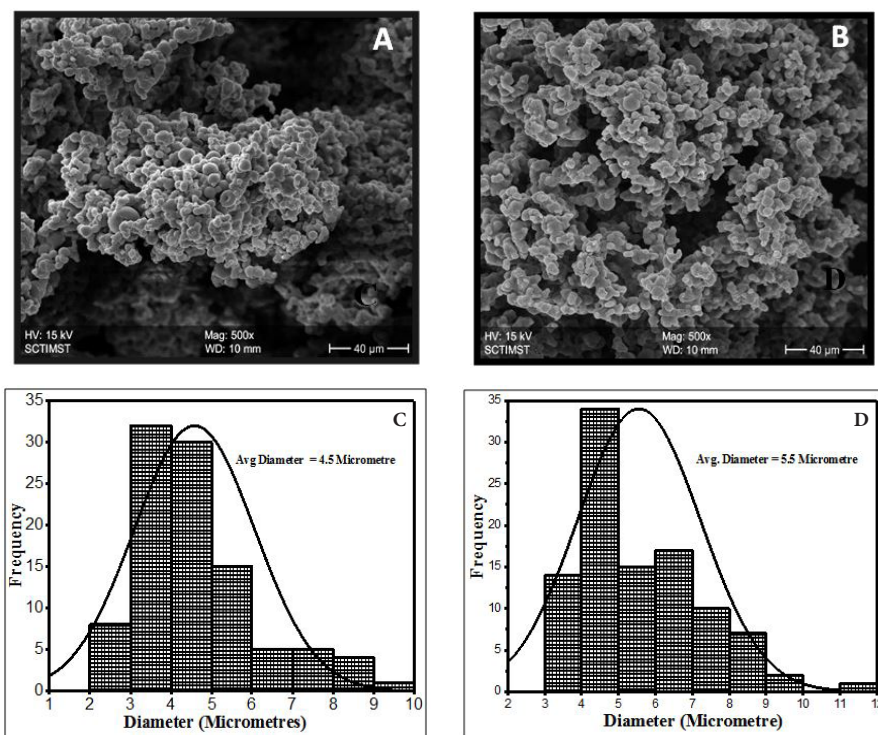 A
C
HV: 15 kV
Mag: 500x
SCTIMST
WD: 10 mm
40 µm
B
D
HV: 15 kV
Mag: 500x
SCTIMST
WD: 10 mm
40 µm
C
Avg Diameter = 4.5 Micrometre
Frequency
35
30
25
20
15
10
5
0
1 2 3 4 5 6 7 8 9 10
Diameter (Micrometres)
D
Avg. Diameter = 5.5 Micrometre
Frequency
35
30
25
20
15
10
5
0
2 3 4 5 6 7 8 9 10 11 12
Diameter (Micrometre)